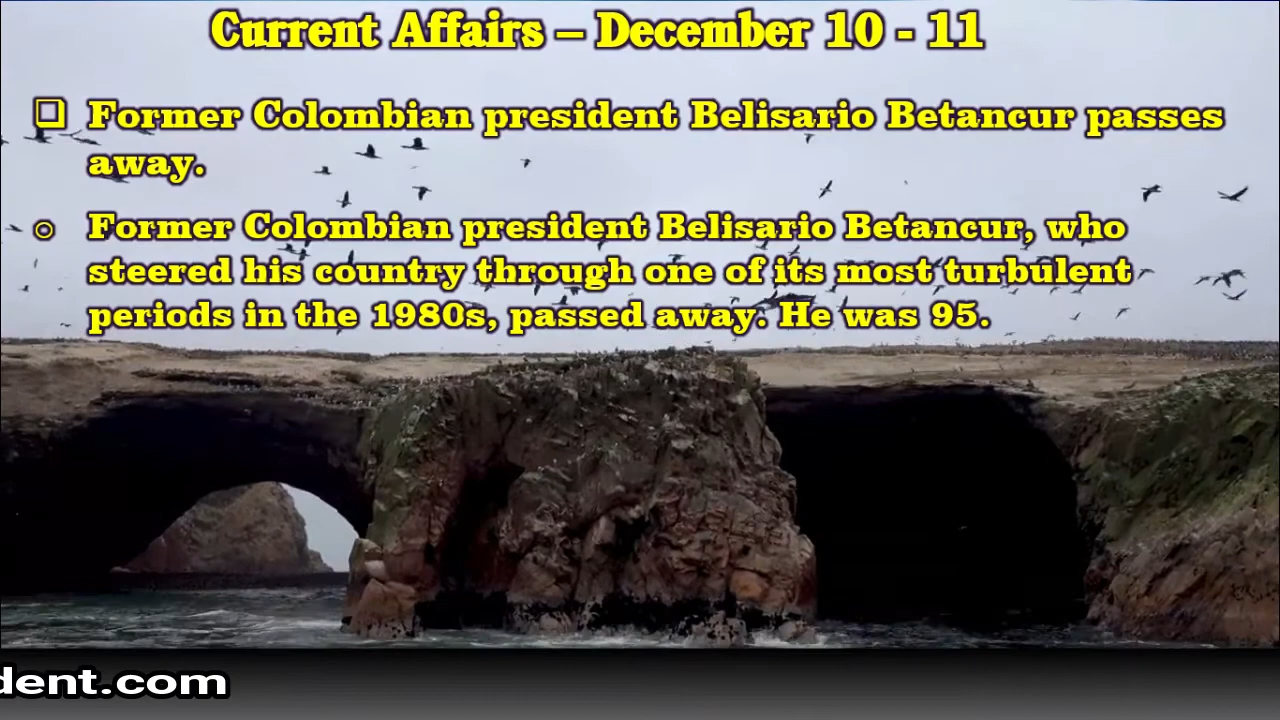 Current Affairs – December 10 - 11
Former Colombian president Belisario Betancur passes
away.
Former Colombian president Belisario Betancur, who
steered his country through one of its most turbulent
periods in the 1980s, passed away. He was 95.
dent.com